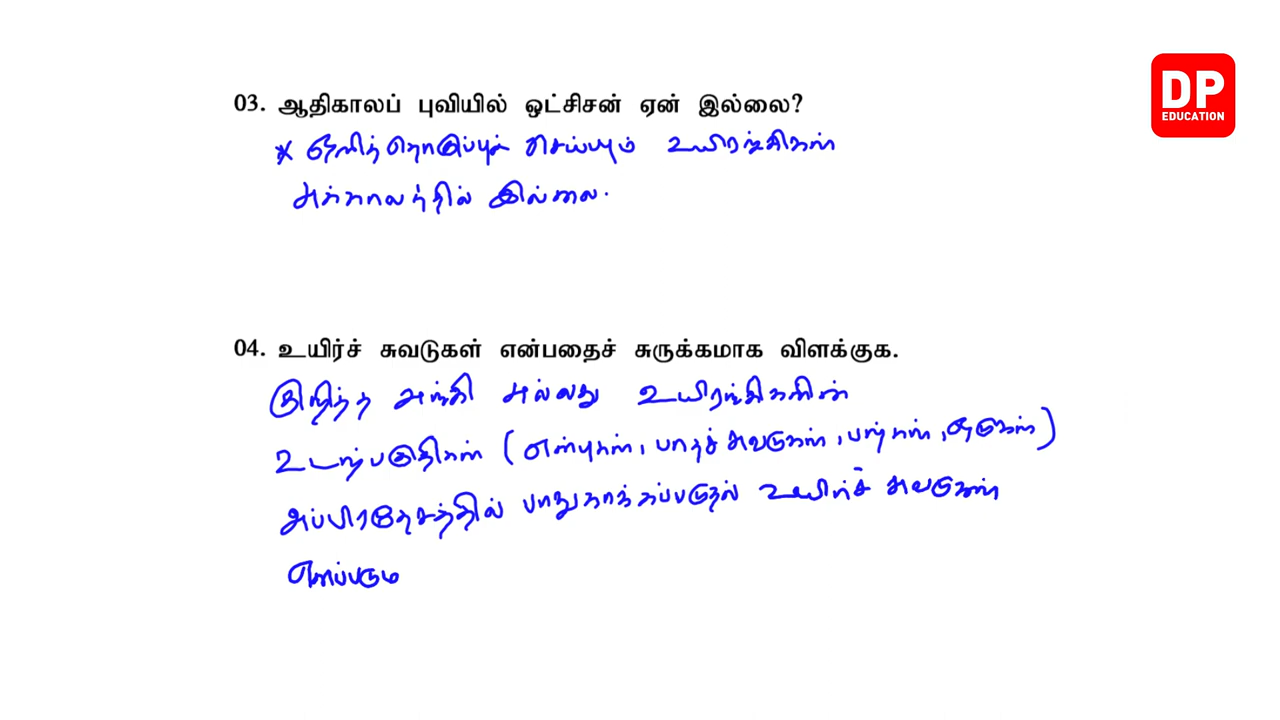 DP
EDUCATION
03. ஆதிகாலப் புவியில் ஒட்சிசன் ஏன் இல்லை?
* ஒளித்தொகுப்புச் செய்யும் உயிரங்கிகள்
அக்காலத்தில் இல்லை.
04. உயிர்ச் சுவடுகள் என்பதைச் சுருக்கமாக விளக்குக.
குறித்த அங்கி அல்லது உயிரங்கிகளின்
உடற்பகுதிகள் (என்புகள், பாதச்சுவடுகள், பற்கள், ஓடுகள்)
அப்பிரதேசத்தில் பாதுகாக்கப்படுதல் உயிர்ச் சுவடுகள்
எனப்படும